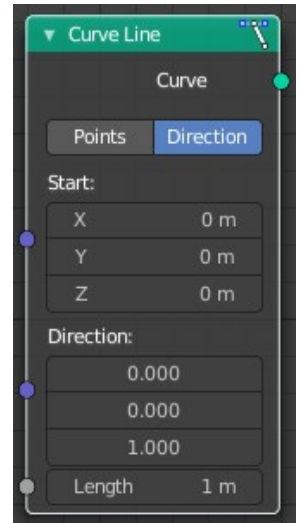 Curve Line
Curve
Points Direction
Start:
X 0 m
Y 0 m
Z 0 m
Direction:
0.000
0.000
1.000
Length 1 m